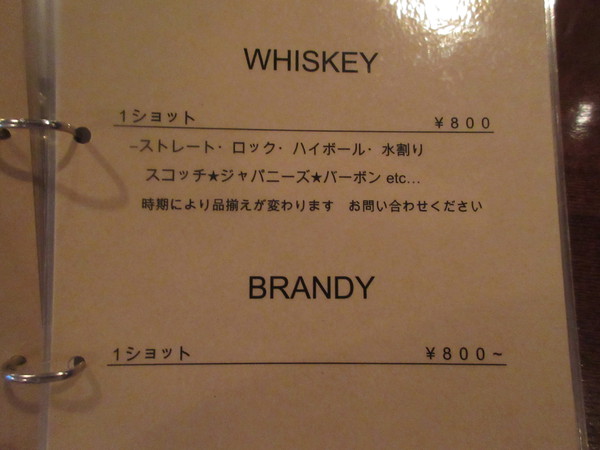 WHISKEY
1ショット ￥800
–ストレート・ロック・ハイボール・水割り
スコッチ★ジャパニーズ★バーボン etc…
時期により品揃えが変わります　お問い合わせください
BRANDY
1ショット ￥800~